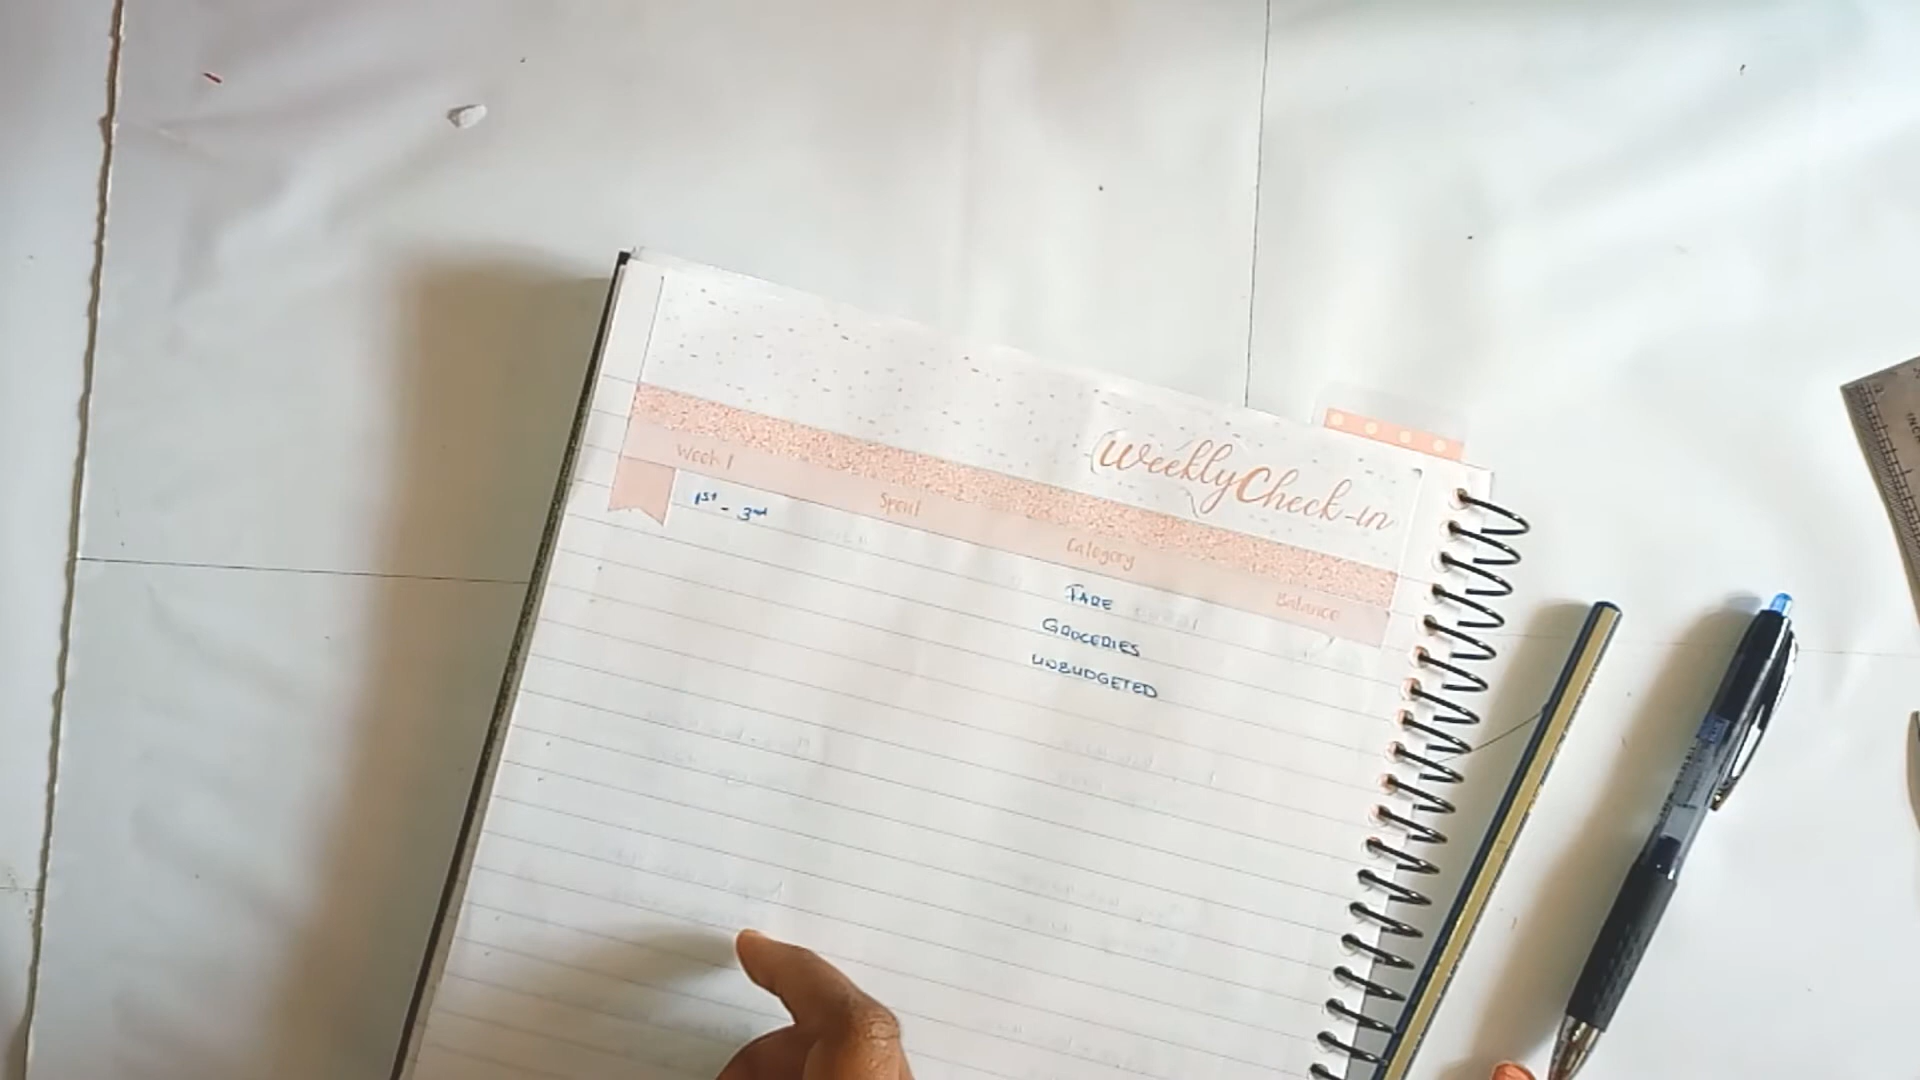 Weekly Check-in
Week 1 Spent Category Balance
1st - 3rd
FARE
GROCERIES
UNBUDGETED